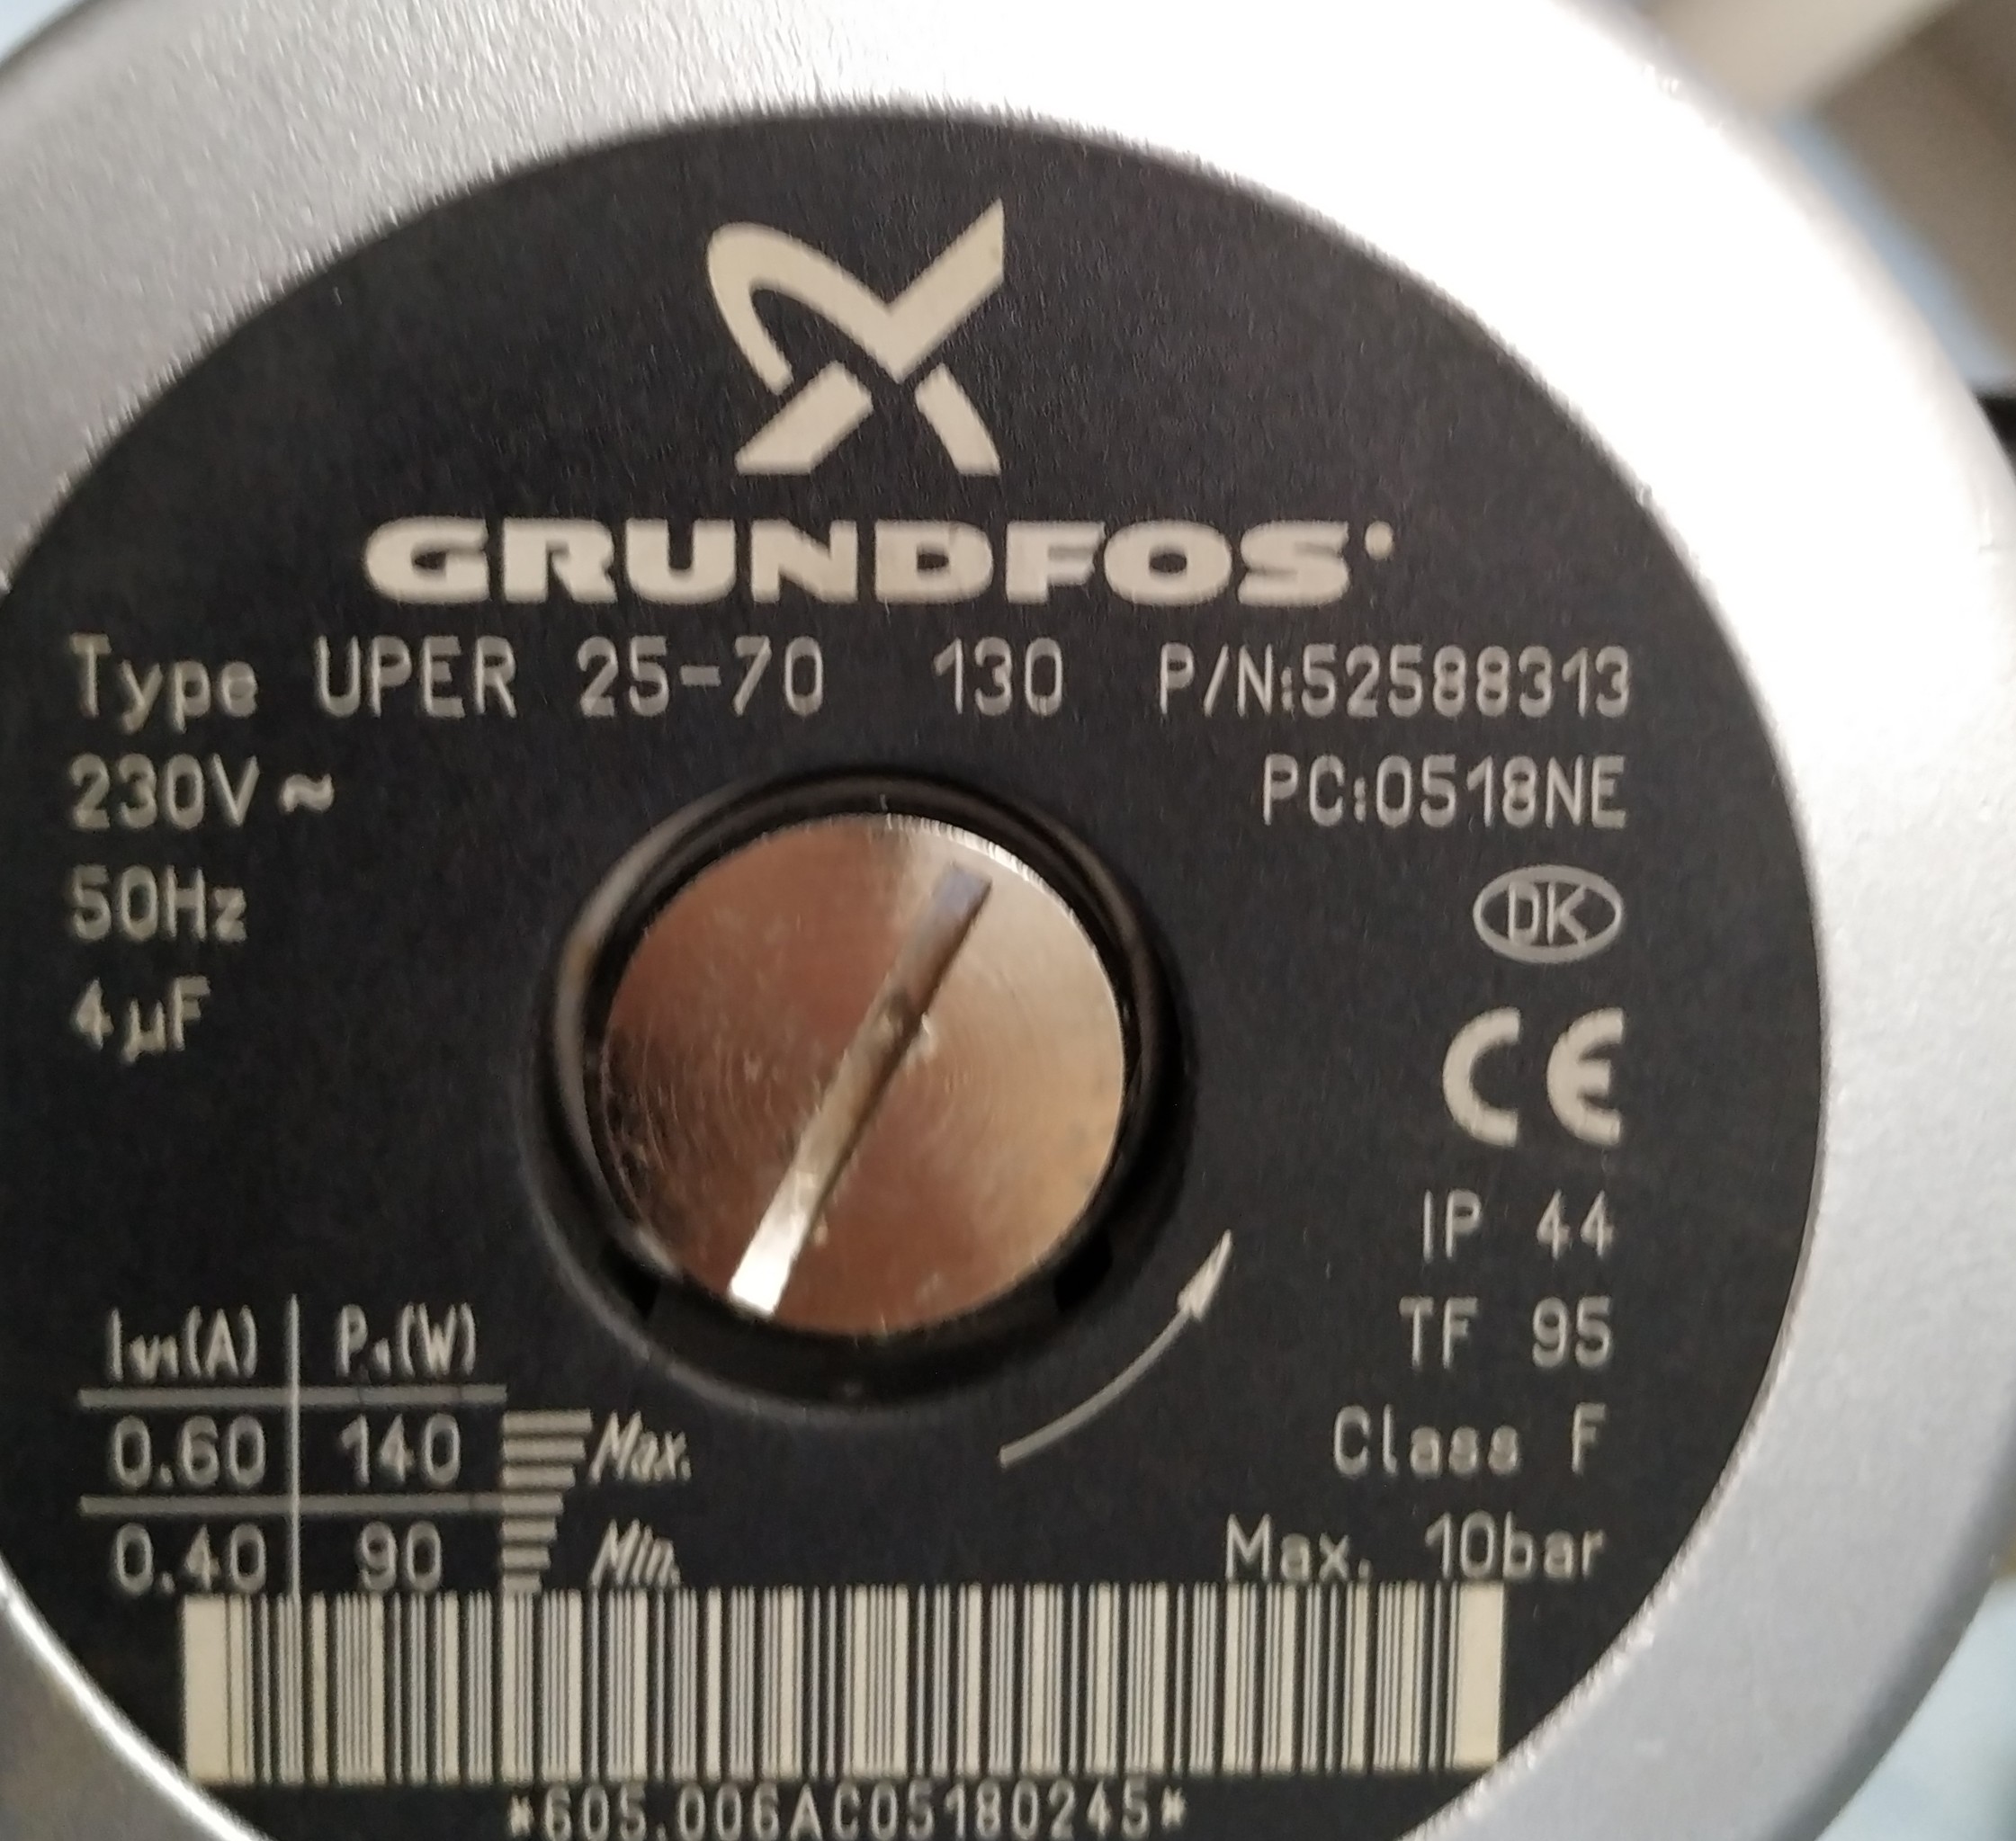 GRUNDFOS
Type UPER 25-70 130 P/N:52588313
230V ~ PC:0518NE
50Hz DK
4µF CE
IP 44
TF 95
Class F
Max. 10bar
I₁/₁(A) P₁(W)
0.60 140 Max.
0.40 90 Min.
*605.006AC05180245*